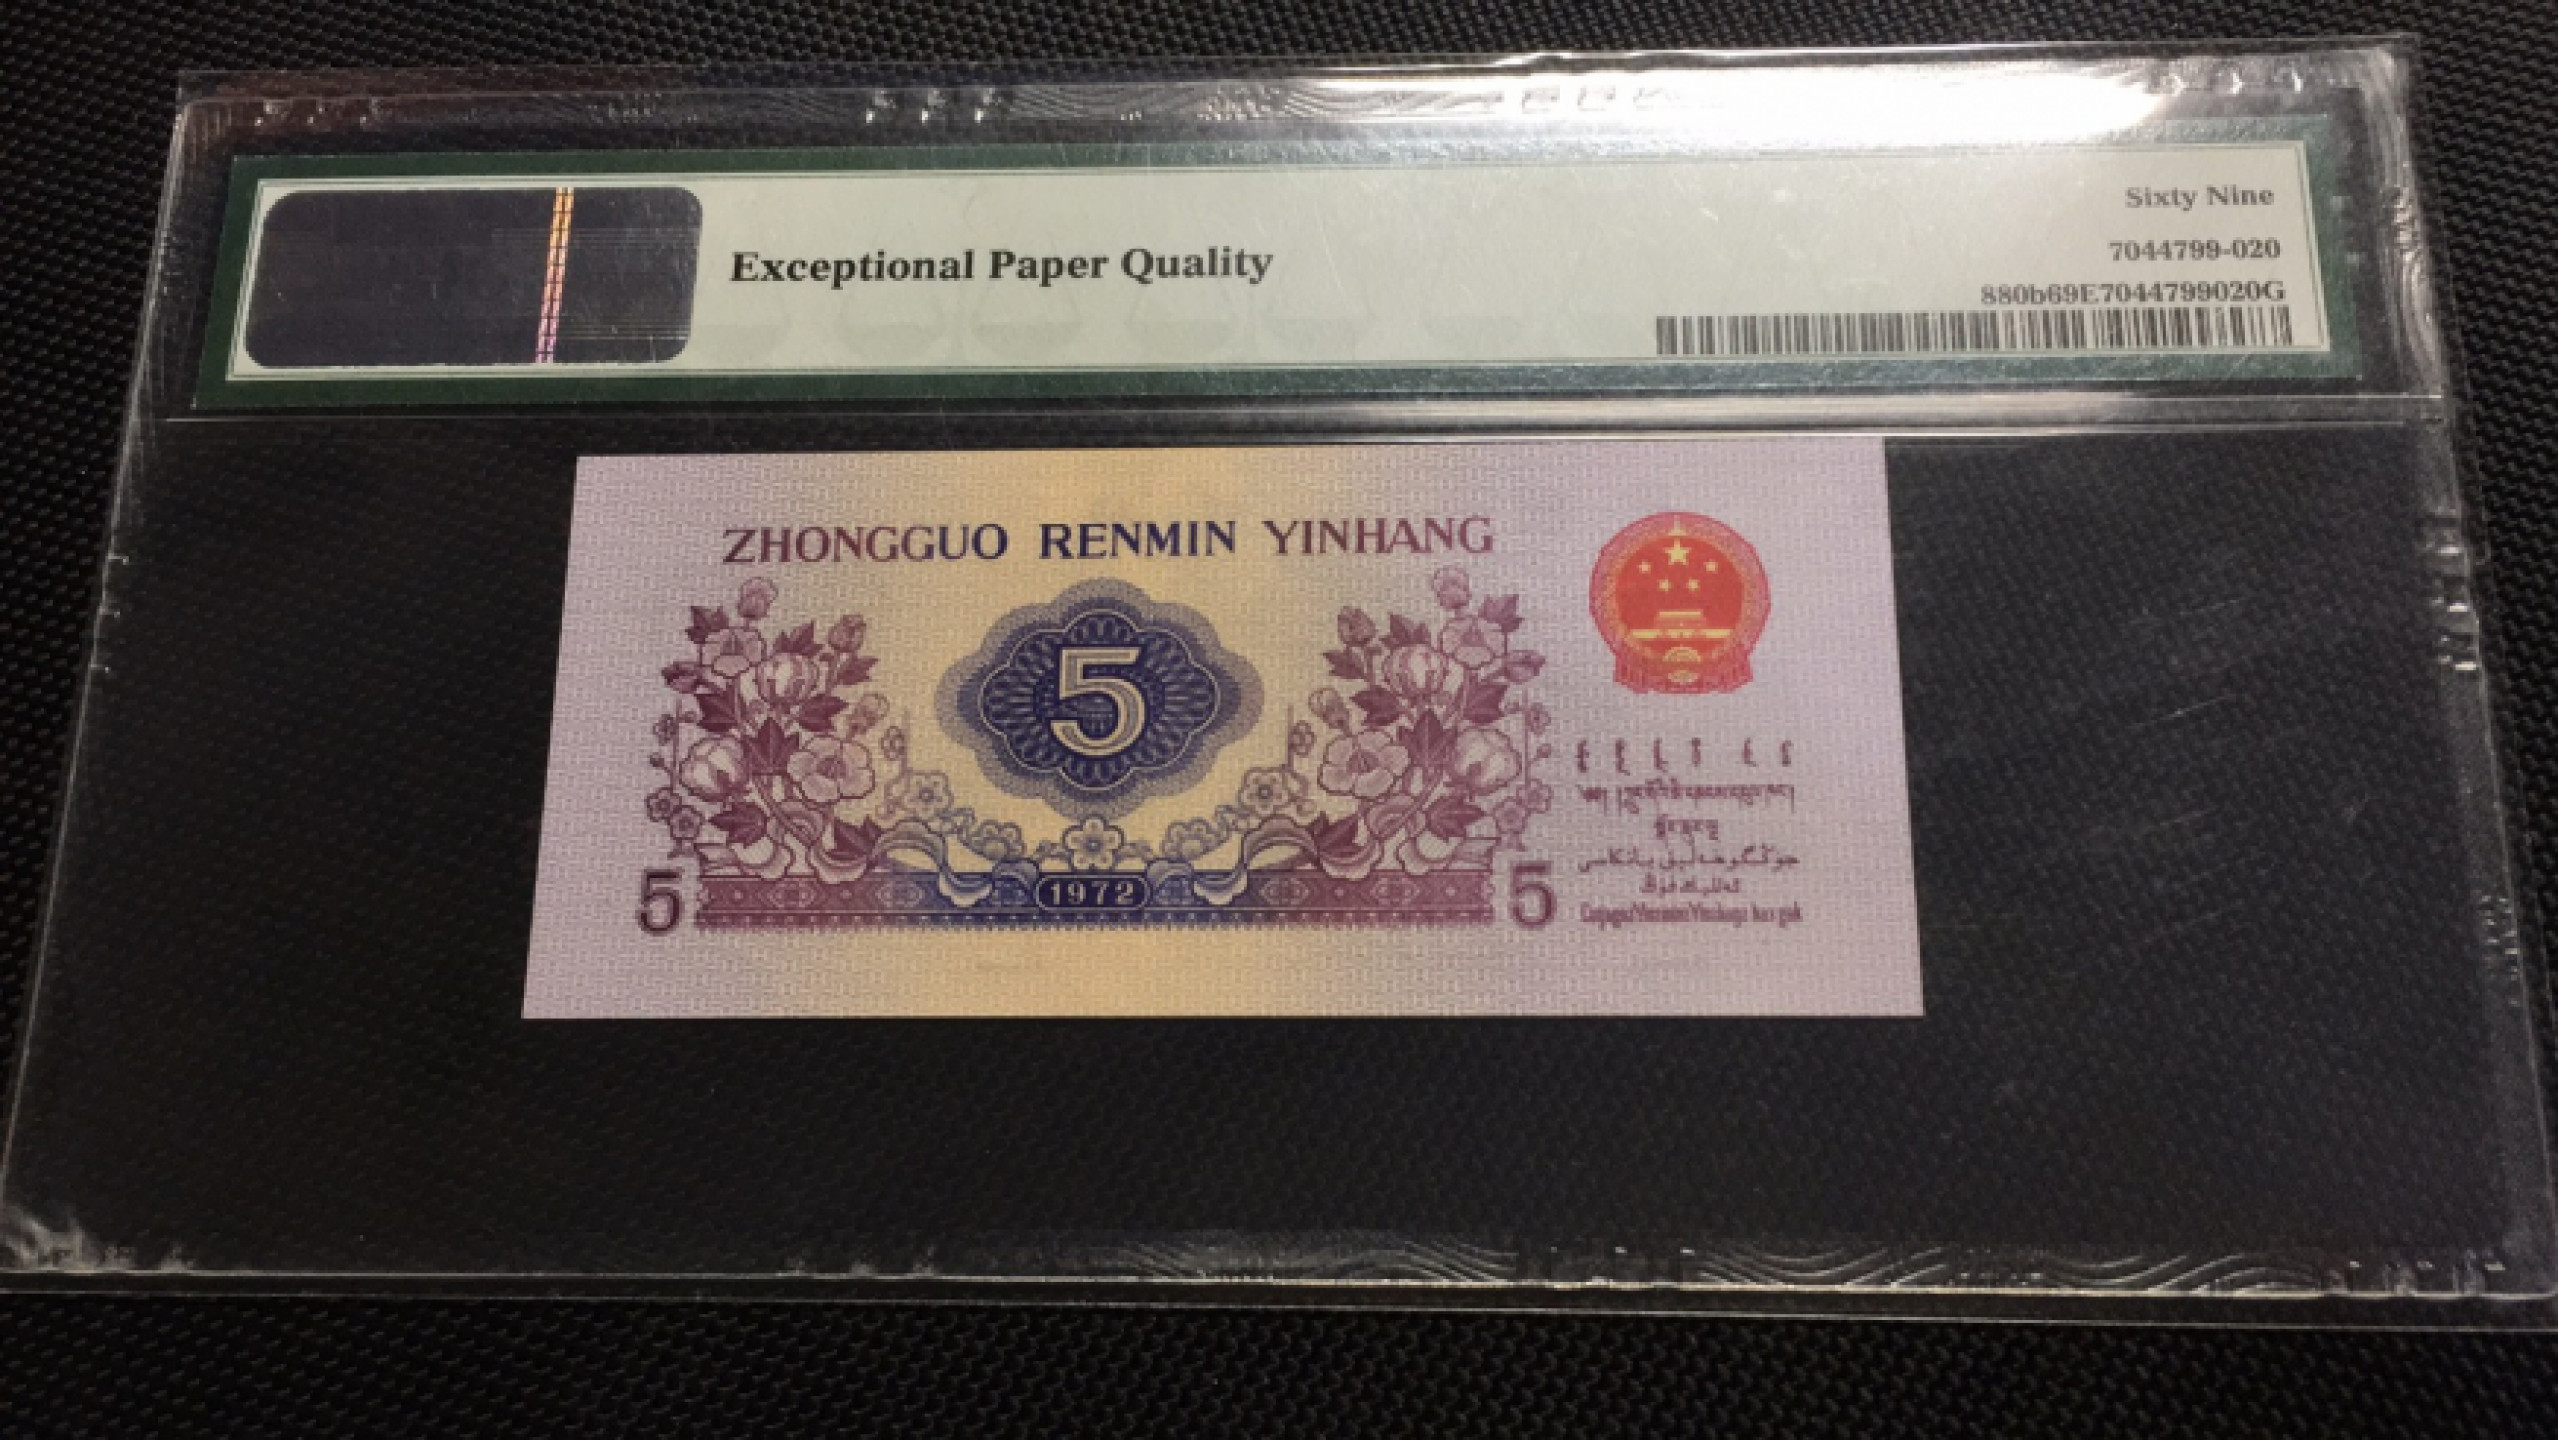 Sixty Nine
Exceptional Paper Quality
7044799-020
880b69E7044799020G
ZHONGGUO RENMIN YINHANG
5
1972
5 5